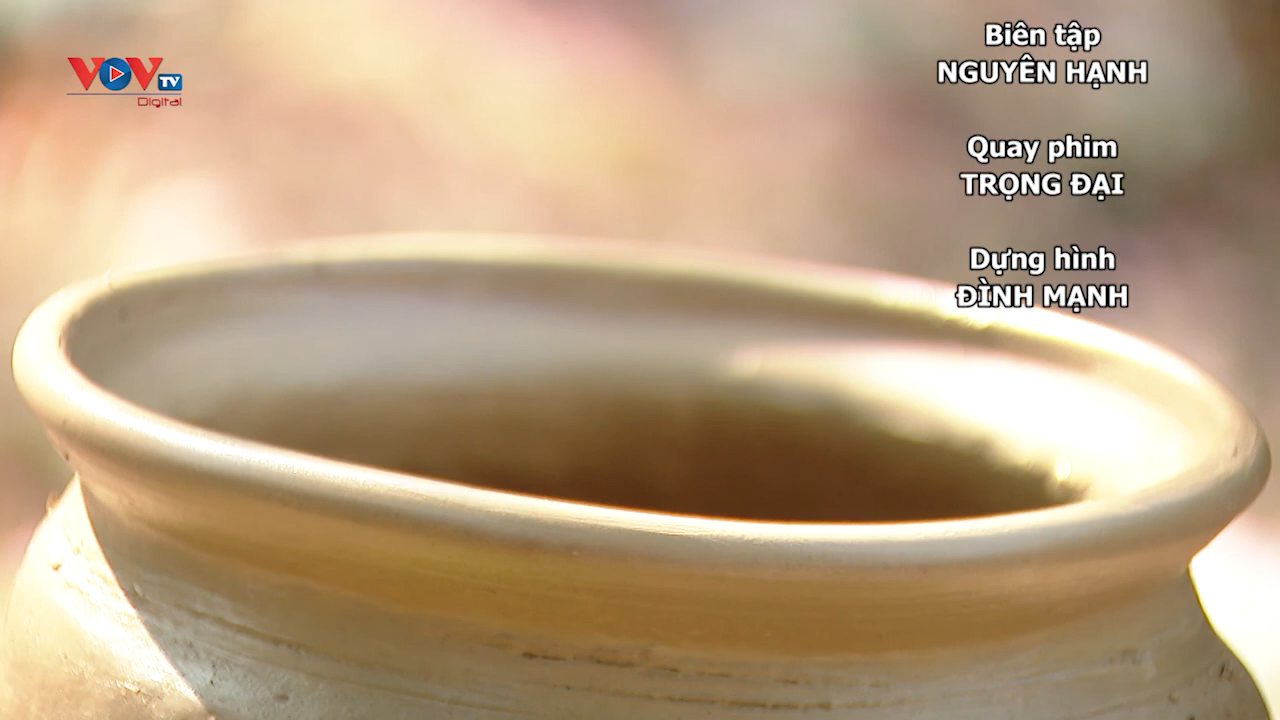 VOV TV
Digital
Biên tập
NGUYÊN HẠNH
Quay phim
TRỌNG ĐẠI
Dựng hình
ĐÌNH MẠNH